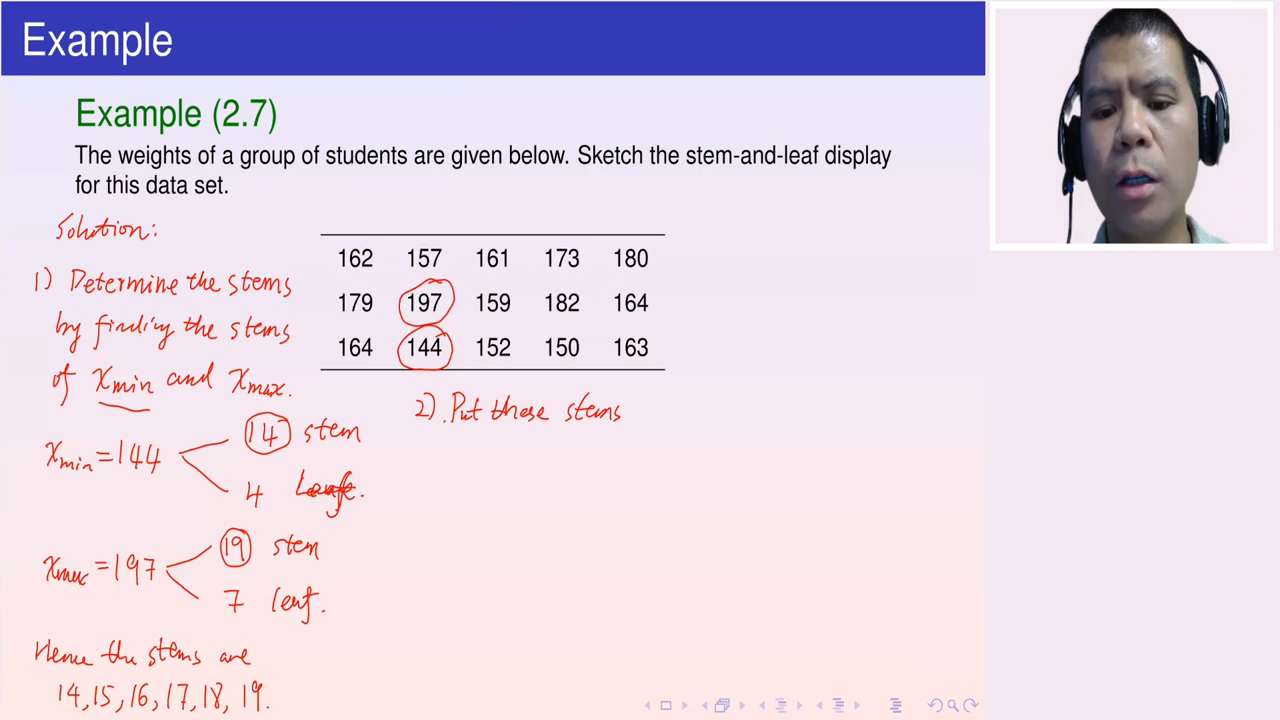 Example
Example (2.7)
The weights of a group of students are given below. Sketch the stem-and-leaf display
for this data set.
Solution:
1) Determine the stems
by finding the stems
of xmin and xmax.
xmin = 144
14 stem
4
xmax = 197
19 stem
7 leaf.
Hence the stems are
14, 15, 16, 17, 18, 19.
162 157 161 173 180
179 197 159 182 164
164 144 152 150 163
2). Put these stems